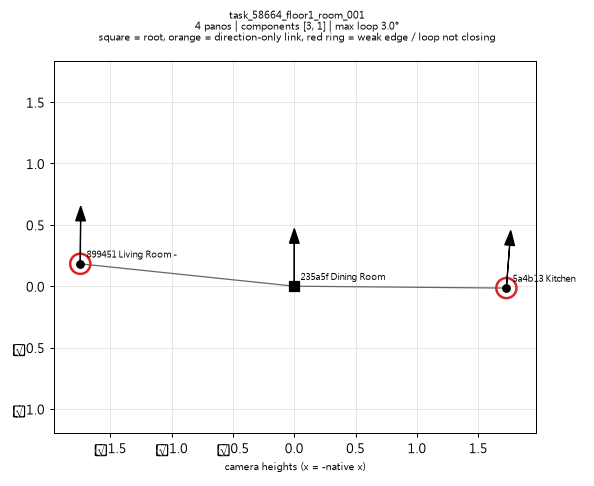 task_58664_floor1_room_001
4 panos | components [3, 1] | max loop 3.0°
square = root, orange = direction-only link, red ring = weak edge / loop not closing
1.5
1.0
0.5
0.0
√0.5
√1.0
899451 Living Room -
235a5f Dining Room
5a4b13 Kitchen
√1.5 √1.0 √0.5 0.0 0.5 1.0 1.5
camera heights (x = -native x)